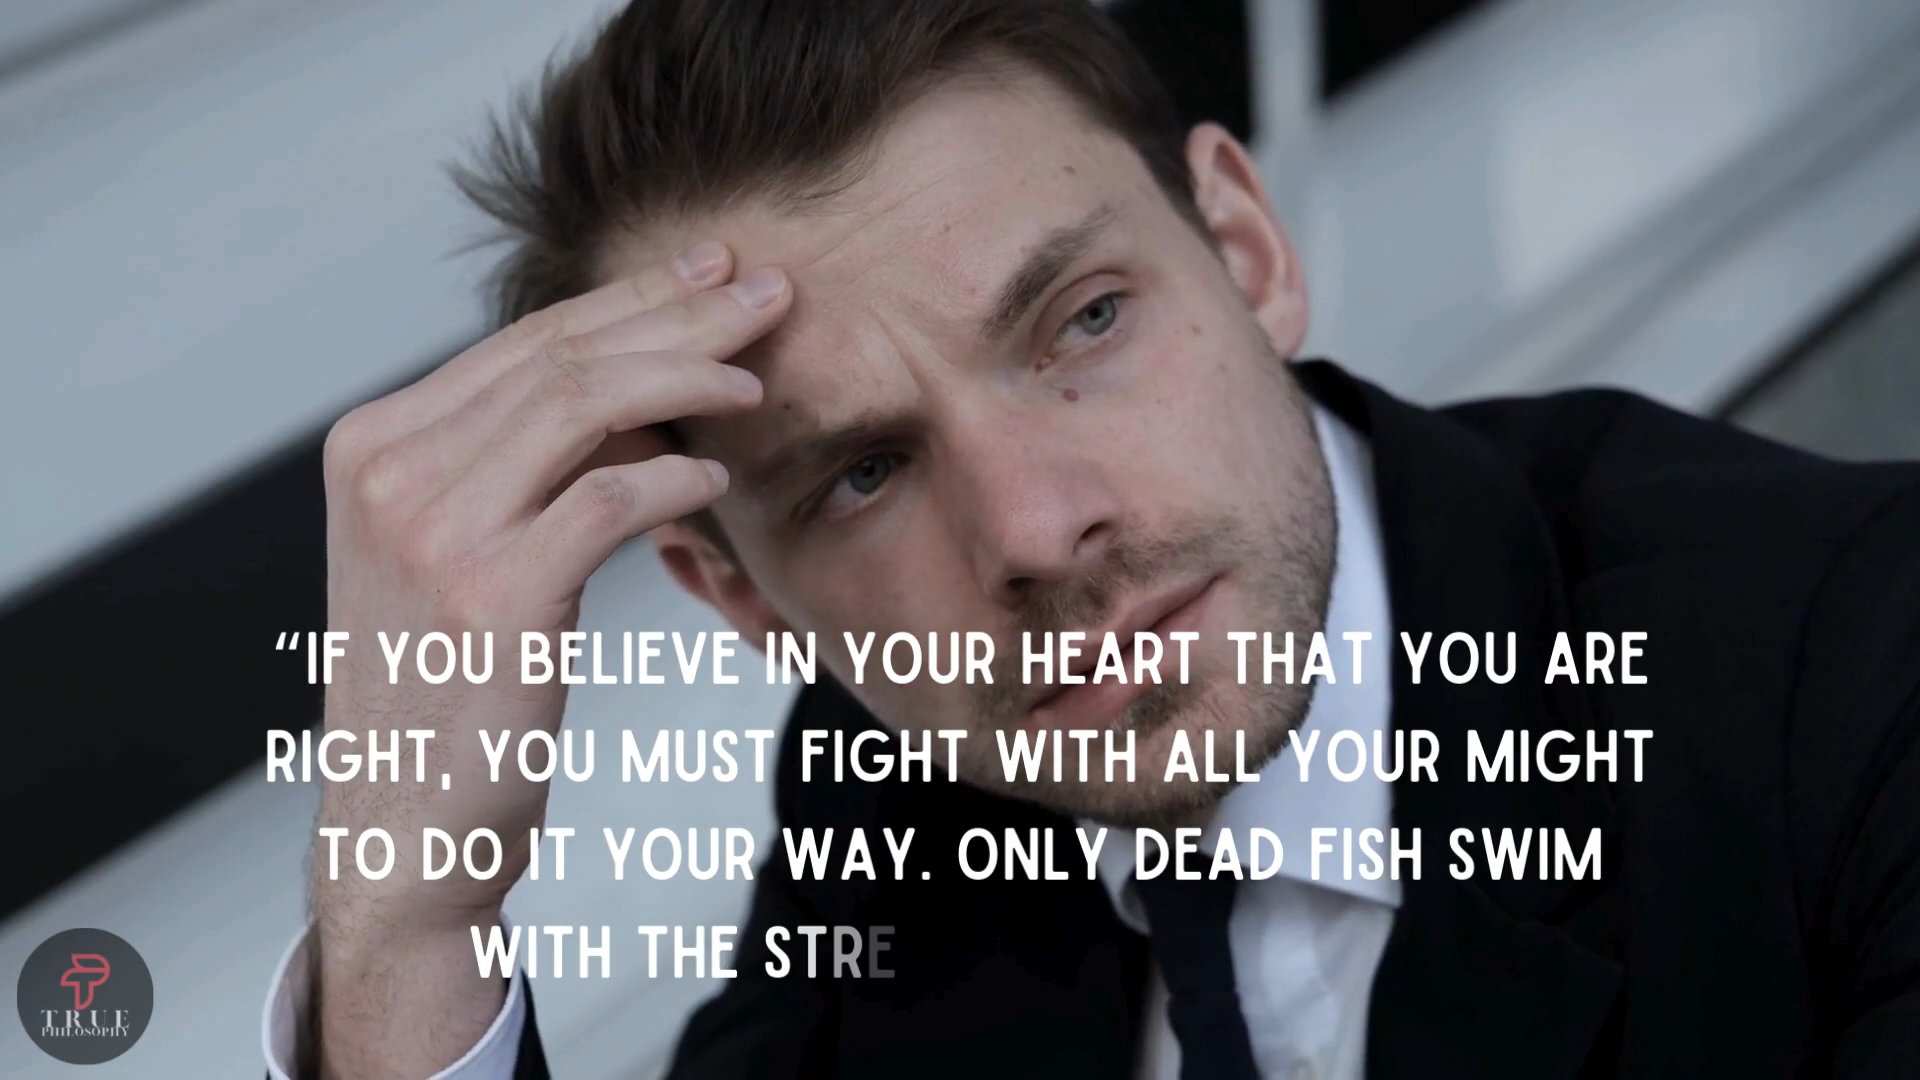 “IF YOU BELIEVE IN YOUR HEART THAT YOU ARE
RIGHT, YOU MUST FIGHT WITH ALL YOUR MIGHT
TO DO IT YOUR WAY. ONLY DEAD FISH SWIM
WITH THE STRE
TRUE
PHILOSOPHY